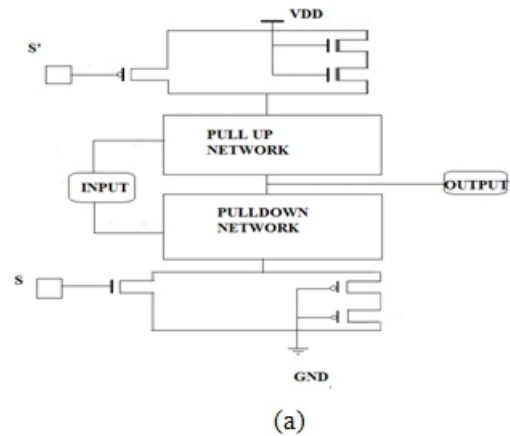 VDD
S'
PULL UP
NETWORK
INPUT
OUTPUT
PULLDOWN
NETWORK
S
GND
(a)